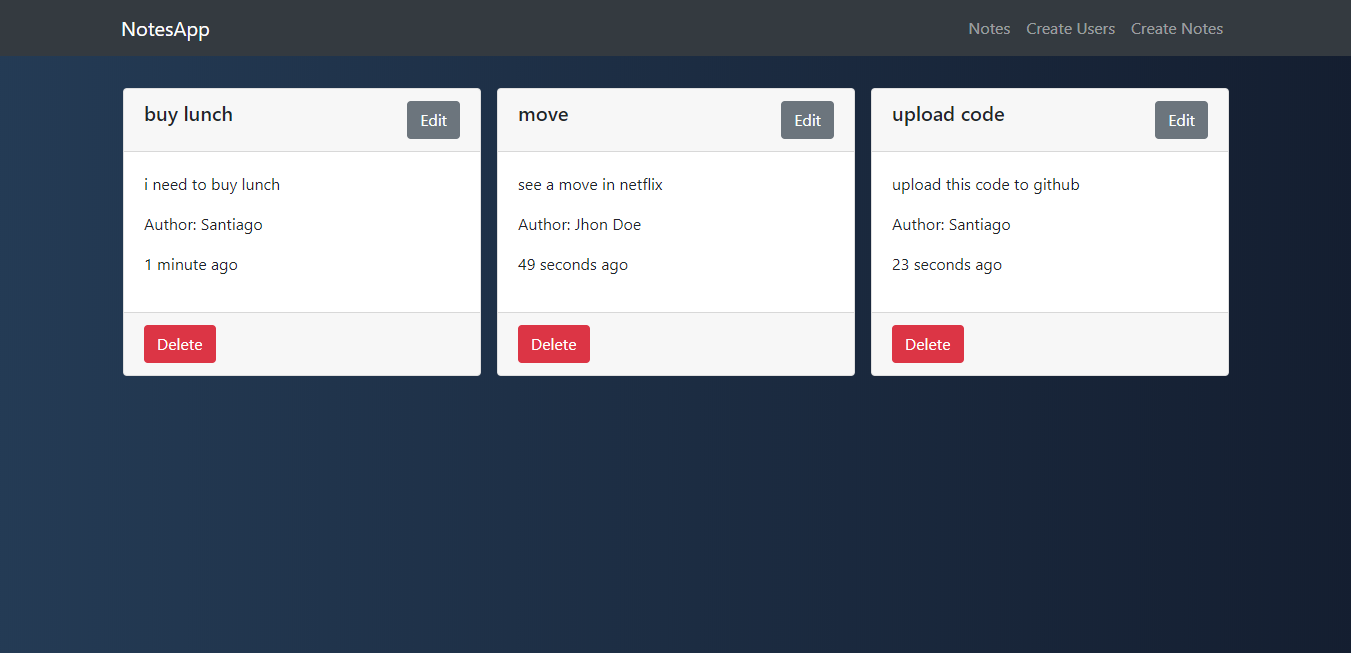 NotesApp
Notes Create Users Create Notes
buy lunch
Edit
i need to buy lunch
Author: Santiago
1 minute ago
Delete
move
Edit
see a move in netflix
Author: Jhon Doe
49 seconds ago
Delete
upload code
Edit
upload this code to github
Author: Santiago
23 seconds ago
Delete